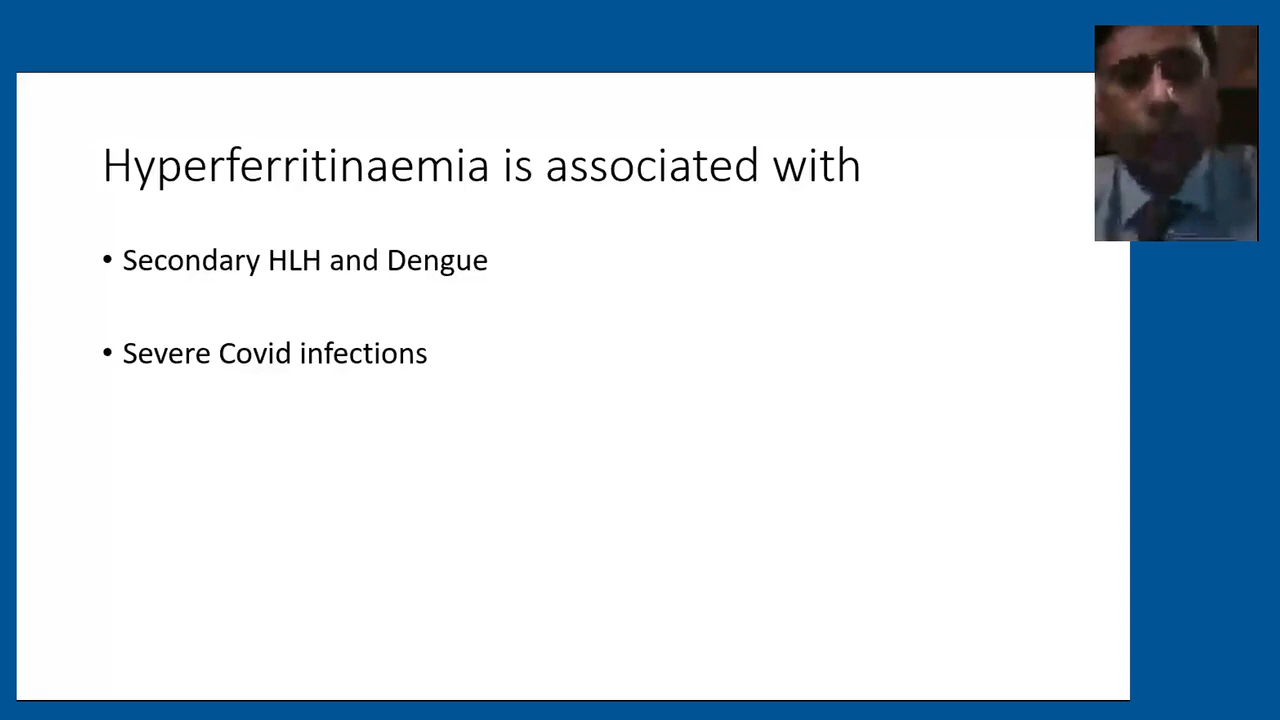 Hyperferritinaemia is associated with
• Secondary HLH and Dengue
• Severe Covid infections